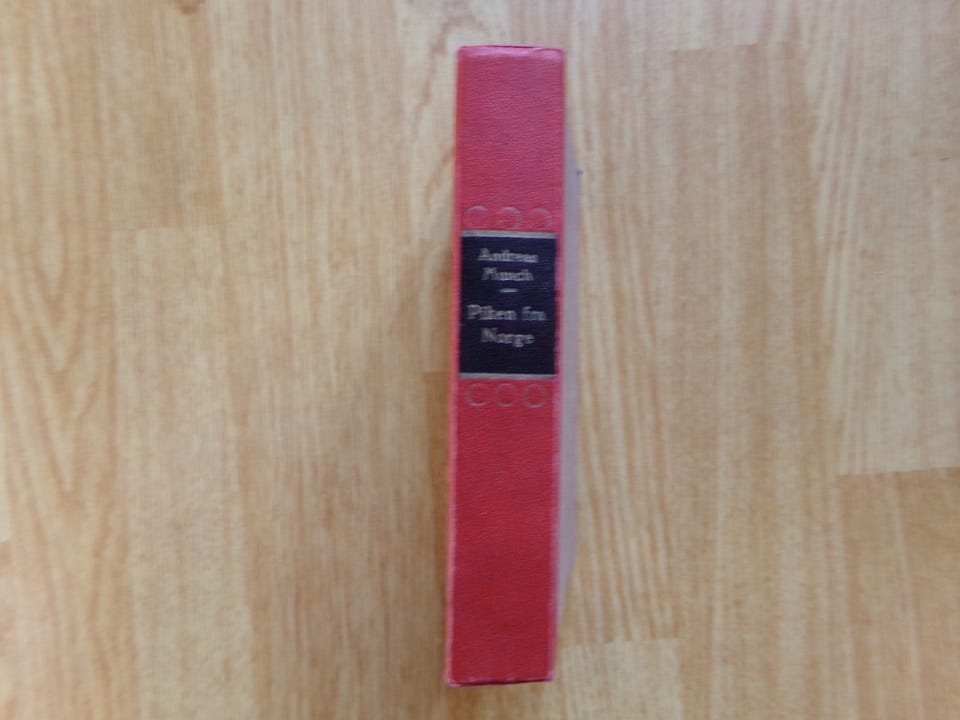 Andreas
Munch
Piken fra
Norge